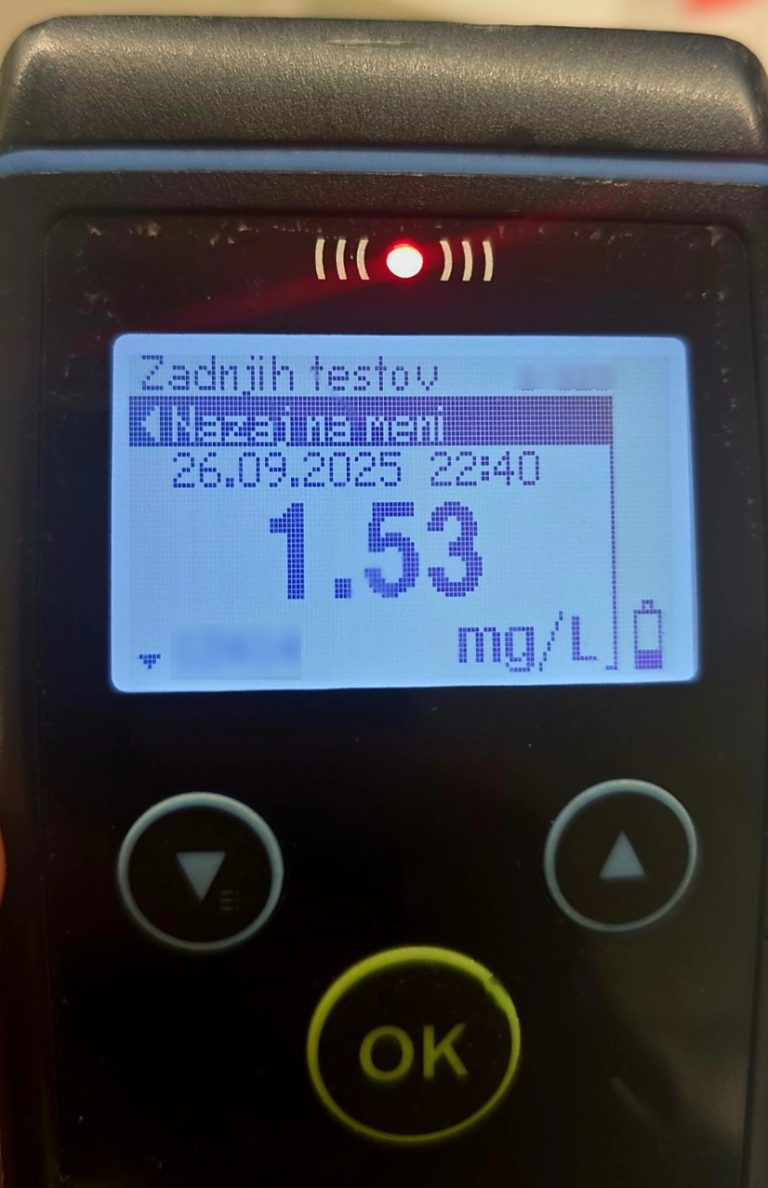 Zadnjih testov
Nazaj na meni
26.09.2025 22:40
1.53
mg/L
OK